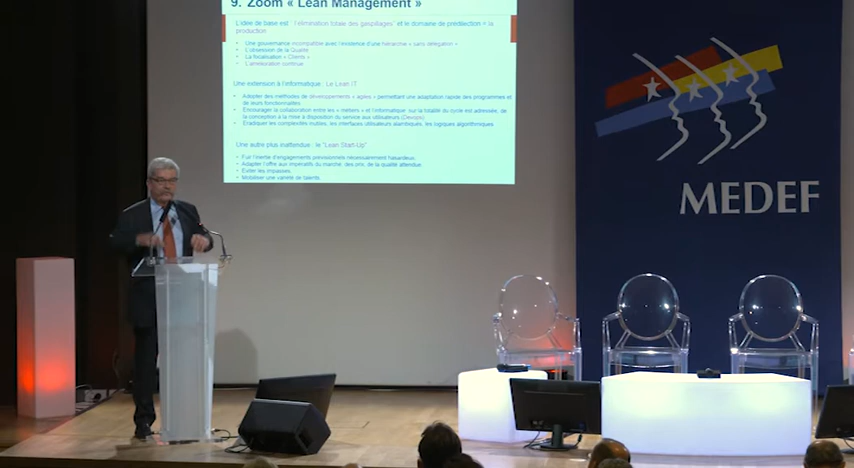 9. Zoom « Lean Management »
L'idée de base est : "l'élimination totale des gaspillages" et le domaine de prédilection = la
production
• Une gouvernance incompatible avec l'existence d'une hiérarchie « sans délégation »
• L'obsession de la Qualité
• La focalisation « Clients »
• L'amélioration continue
Une extension à l'informatique : Le Lean IT
• Adopter des méthodes de développements « agiles » permettant une adaptation rapide des programmes et
de leurs fonctionnalités
• Encourager la collaboration entre les « métiers » et l'informatique, sur la totalité du cycle est adressée, de
la conception à la mise à disposition du service aux utilisateurs (Devops)
• Eradiquer les complexités inutiles, les interfaces utilisateurs alambiqués, les logiques algorithmiques
Une autre plus inattendue : le "Lean Start-Up"
• Fuir l'inertie d'engagements prévisionnels nécessairement hasardeux.
• Adapter l'offre aux impératifs du marché, des prix, de la qualité attendue
• Eviter les impasses.
• Mobiliser une variété de talents
MEDEF